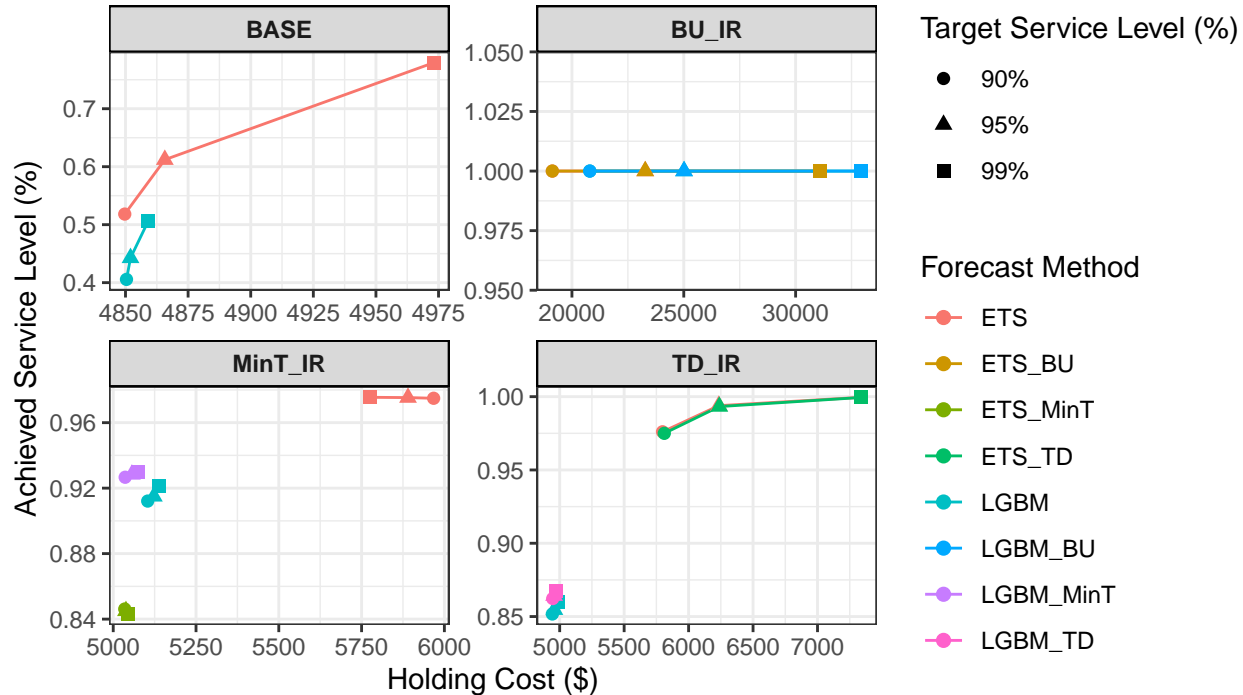 BASE
BU_IR
0.7
0.6
0.5
0.4
4850
4875
4900
4925
4950
4975
1.050
1.025
1.000
0.975
0.950
20000
25000
30000
MinT_IR
TD_IR
0.96
0.92
0.88
0.84
5000
5250
5500
5750
6000
1.00
0.95
0.90
0.85
5000
5500
6000
6500
7000
Achieved Service Level (%)
Holding Cost ($)
Target Service Level (%)
90%
95%
99%
Forecast Method
ETS
ETS_BU
ETS_MinT
ETS_TD
LGBM
LGBM_BU
LGBM_MinT
LGBM_TD